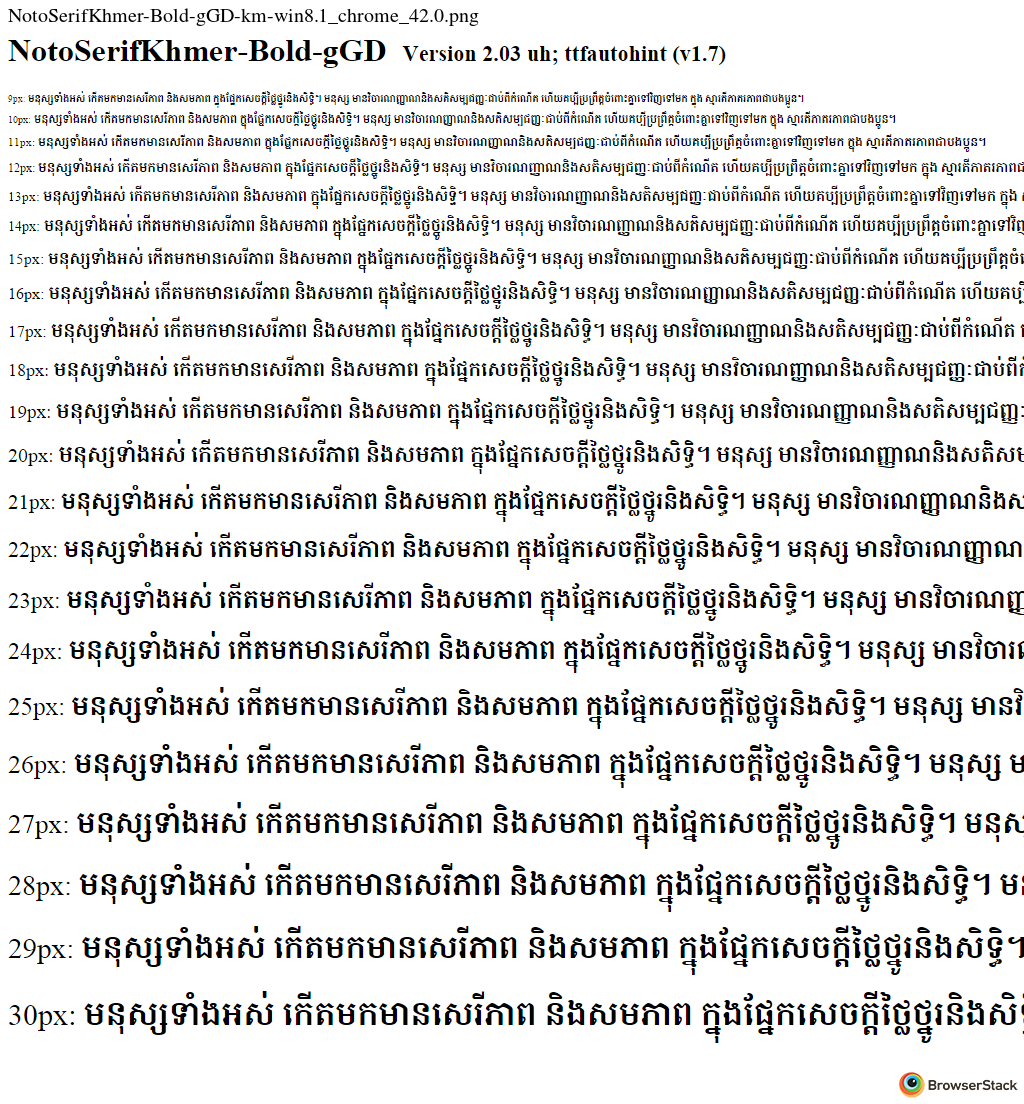 NotoSerifKhmer-Bold-gGD-km-win8.1_chrome_42.0.png
NotoSerifKhmer-Bold-gGD Version 2.03 uh; ttfautohint (v1.7)
9px: មនុស្សទាំងអស់ កើតមកមានសេរីភាព និងសមភាព ក្នុងផ្នែកសេចក្ដីថ្លៃថ្នូរនិងសិទ្ធិ។ មនុស្ស មានវិចារណញ្ញាណនិងសតិសម្បជញ្ញៈជាប់ពីកំណើត ហើយគប្បីប្រព្រឹត្ដចំពោះគ្នាទៅវិញទៅមក ក្នុង ស្មារតីភាតរភាពជាបងប្អូន។
10px: មនុស្សទាំងអស់ កើតមកមានសេរីភាព និងសមភាព ក្នុងផ្នែកសេចក្ដីថ្លៃថ្នូរនិងសិទ្ធិ។ មនុស្ស មានវិចារណញ្ញាណនិងសតិសម្បជញ្ញៈជាប់ពីកំណើត ហើយគប្បីប្រព្រឹត្ដចំពោះគ្នាទៅវិញទៅមក ក្នុង ស្មារតីភាតរភាពជាបងប្អូន។
11px: មនុស្សទាំងអស់ កើតមកមានសេរីភាព និងសមភាព ក្នុងផ្នែកសេចក្ដីថ្លៃថ្នូរនិងសិទ្ធិ។ មនុស្ស មានវិចារណញ្ញាណនិងសតិសម្បជញ្ញៈជាប់ពីកំណើត ហើយគប្បីប្រព្រឹត្ដចំពោះគ្នាទៅវិញទៅមក ក្នុង ស្មារតីភាតរភាពជាបងប្អូន។
12px: មនុស្សទាំងអស់ កើតមកមានសេរីភាព និងសមភាព ក្នុងផ្នែកសេចក្ដីថ្លៃថ្នូរនិងសិទ្ធិ។ មនុស្ស មានវិចារណញ្ញាណនិងសតិសម្បជញ្ញៈជាប់ពីកំណើត ហើយគប្បីប្រព្រឹត្ដចំពោះគ្នាទៅវិញទៅមក ក្នុង ស្មារតីភាតរភាពជា
13px: មនុស្សទាំងអស់ កើតមកមានសេរីភាព និងសមភាព ក្នុងផ្នែកសេចក្ដីថ្លៃថ្នូរនិងសិទ្ធិ។ មនុស្ស មានវិចារណញ្ញាណនិងសតិសម្បជញ្ញៈជាប់ពីកំណើត ហើយគប្បីប្រព្រឹត្ដចំពោះគ្នាទៅវិញទៅមក ក្នុង
14px: មនុស្សទាំងអស់ កើតមកមានសេរីភាព និងសមភាព ក្នុងផ្នែកសេចក្ដីថ្លៃថ្នូរនិងសិទ្ធិ។ មនុស្ស មានវិចារណញ្ញាណនិងសតិសម្បជញ្ញៈជាប់ពីកំណើត ហើយគប្បីប្រព្រឹត្ដចំពោះគ្នាទៅវិញ
15px: មនុស្សទាំងអស់ កើតមកមានសេរីភាព និងសមភាព ក្នុងផ្នែកសេចក្ដីថ្លៃថ្នូរនិងសិទ្ធិ។ មនុស្ស មានវិចារណញ្ញាណនិងសតិសម្បជញ្ញៈជាប់ពីកំណើត ហើយគប្បីប្រព្រឹត្ដចំ
16px: មនុស្សទាំងអស់ កើតមកមានសេរីភាព និងសមភាព ក្នុងផ្នែកសេចក្ដីថ្លៃថ្នូរនិងសិទ្ធិ។ មនុស្ស មានវិចារណញ្ញាណនិងសតិសម្បជញ្ញៈជាប់ពីកំណើត ហើយគប្បី
17px: មនុស្សទាំងអស់ កើតមកមានសេរីភាព និងសមភាព ក្នុងផ្នែកសេចក្ដីថ្លៃថ្នូរនិងសិទ្ធិ។ មនុស្ស មានវិចារណញ្ញាណនិងសតិសម្បជញ្ញៈជាប់ពីកំណើត
18px: មនុស្សទាំងអស់ កើតមកមានសេរីភាព និងសមភាព ក្នុងផ្នែកសេចក្ដីថ្លៃថ្នូរនិងសិទ្ធិ។ មនុស្ស មានវិចារណញ្ញាណនិងសតិសម្បជញ្ញៈជាប់ពី
19px: មនុស្សទាំងអស់ កើតមកមានសេរីភាព និងសមភាព ក្នុងផ្នែកសេចក្ដីថ្លៃថ្នូរនិងសិទ្ធិ។ មនុស្ស មានវិចារណញ្ញាណនិងសតិសម្បជញ្ញៈ
20px: មនុស្សទាំងអស់ កើតមកមានសេរីភាព និងសមភាព ក្នុងផ្នែកសេចក្ដីថ្លៃថ្នូរនិងសិទ្ធិ។ មនុស្ស មានវិចារណញ្ញាណនិងសតិសម
21px: មនុស្សទាំងអស់ កើតមកមានសេរីភាព និងសមភាព ក្នុងផ្នែកសេចក្ដីថ្លៃថ្នូរនិងសិទ្ធិ។ មនុស្ស មានវិចារណញ្ញាណនិងស
22px: មនុស្សទាំងអស់ កើតមកមានសេរីភាព និងសមភាព ក្នុងផ្នែកសេចក្ដីថ្លៃថ្នូរនិងសិទ្ធិ។ មនុស្ស មានវិចារណញ្ញាណ
23px: មនុស្សទាំងអស់ កើតមកមានសេរីភាព និងសមភាព ក្នុងផ្នែកសេចក្ដីថ្លៃថ្នូរនិងសិទ្ធិ។ មនុស្ស មានវិចារណញ្ញ
24px: មនុស្សទាំងអស់ កើតមកមានសេរីភាព និងសមភាព ក្នុងផ្នែកសេចក្ដីថ្លៃថ្នូរនិងសិទ្ធិ។ មនុស្ស មានវិចារ
25px: មនុស្សទាំងអស់ កើតមកមានសេរីភាព និងសមភាព ក្នុងផ្នែកសេចក្ដីថ្លៃថ្នូរនិងសិទ្ធិ។ មនុស្ស មានវិ
26px: មនុស្សទាំងអស់ កើតមកមានសេរីភាព និងសមភាព ក្នុងផ្នែកសេចក្ដីថ្លៃថ្នូរនិងសិទ្ធិ។ មនុស្ស ម
27px: មនុស្សទាំងអស់ កើតមកមានសេរីភាព និងសមភាព ក្នុងផ្នែកសេចក្ដីថ្លៃថ្នូរនិងសិទ្ធិ។ មនុស
28px: មនុស្សទាំងអស់ កើតមកមានសេរីភាព និងសមភាព ក្នុងផ្នែកសេចក្ដីថ្លៃថ្នូរនិងសិទ្ធិ។ មន
29px: មនុស្សទាំងអស់ កើតមកមានសេរីភាព និងសមភាព ក្នុងផ្នែកសេចក្ដីថ្លៃថ្នូរនិងសិទ្ធិ។
30px: មនុស្សទាំងអស់ កើតមកមានសេរីភាព និងសមភាព ក្នុងផ្នែកសេចក្ដីថ្លៃថ្នូរនិងសិ
BrowserStack